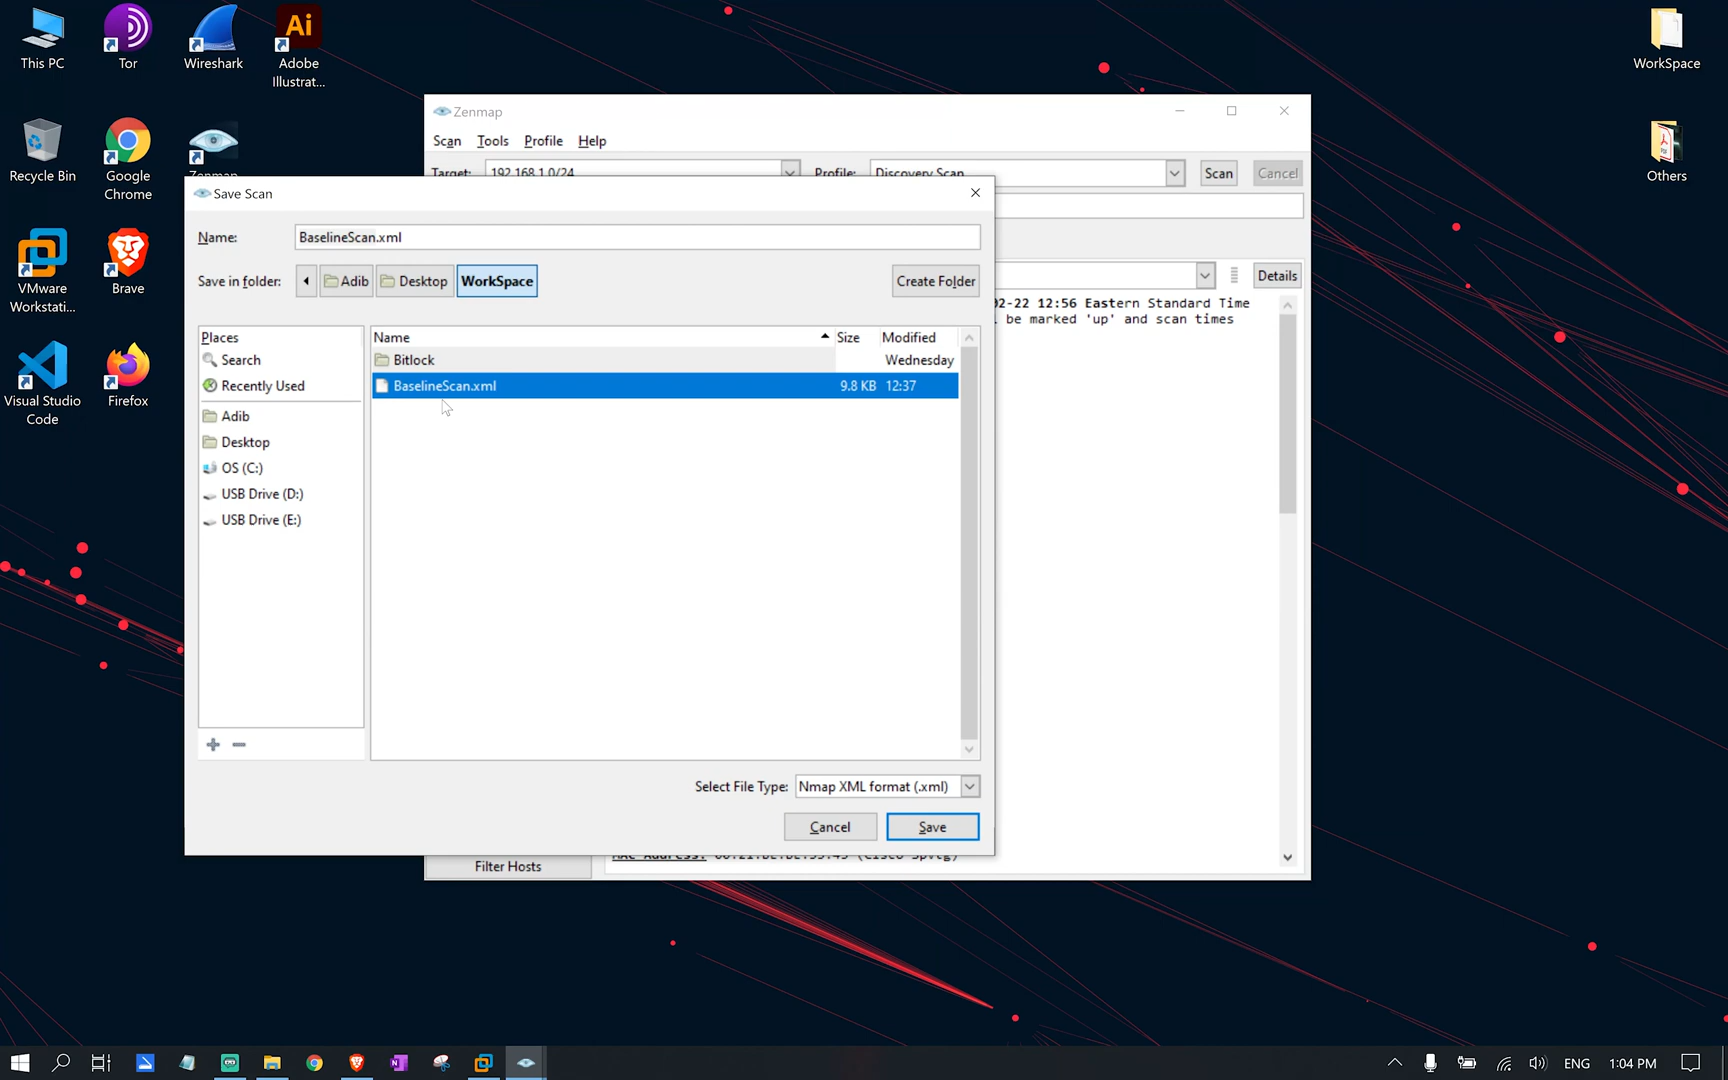 This PC
Tor
Wireshark
Adobe
Illustrat...
Ai
WorkSpace
Recycle Bin
Google
Chrome
Zenmap
Others
VMware
Workstati...
Brave
Visual Studio
Code
Firefox
Zenmap
Scan Tools Profile Help
Target: 192.168.1.0/24 Profile: Discovery Scan Scan Cancel
Details
02-22 12:56 Eastern Standard Time
be marked 'up' and scan times
Filter Hosts
Save Scan
Name: BaselineScan.xml
Save in folder: Adib Desktop WorkSpace Create Folder
Places
Search
Recently Used
Adib
Desktop
OS (C:)
USB Drive (D:)
USB Drive (E:)
Name Size Modified
Bitlock Wednesday
BaselineScan.xml 9.8 KB 12:37
Select File Type: Nmap XML format (.xml)
Cancel Save
ENG 1:04 PM